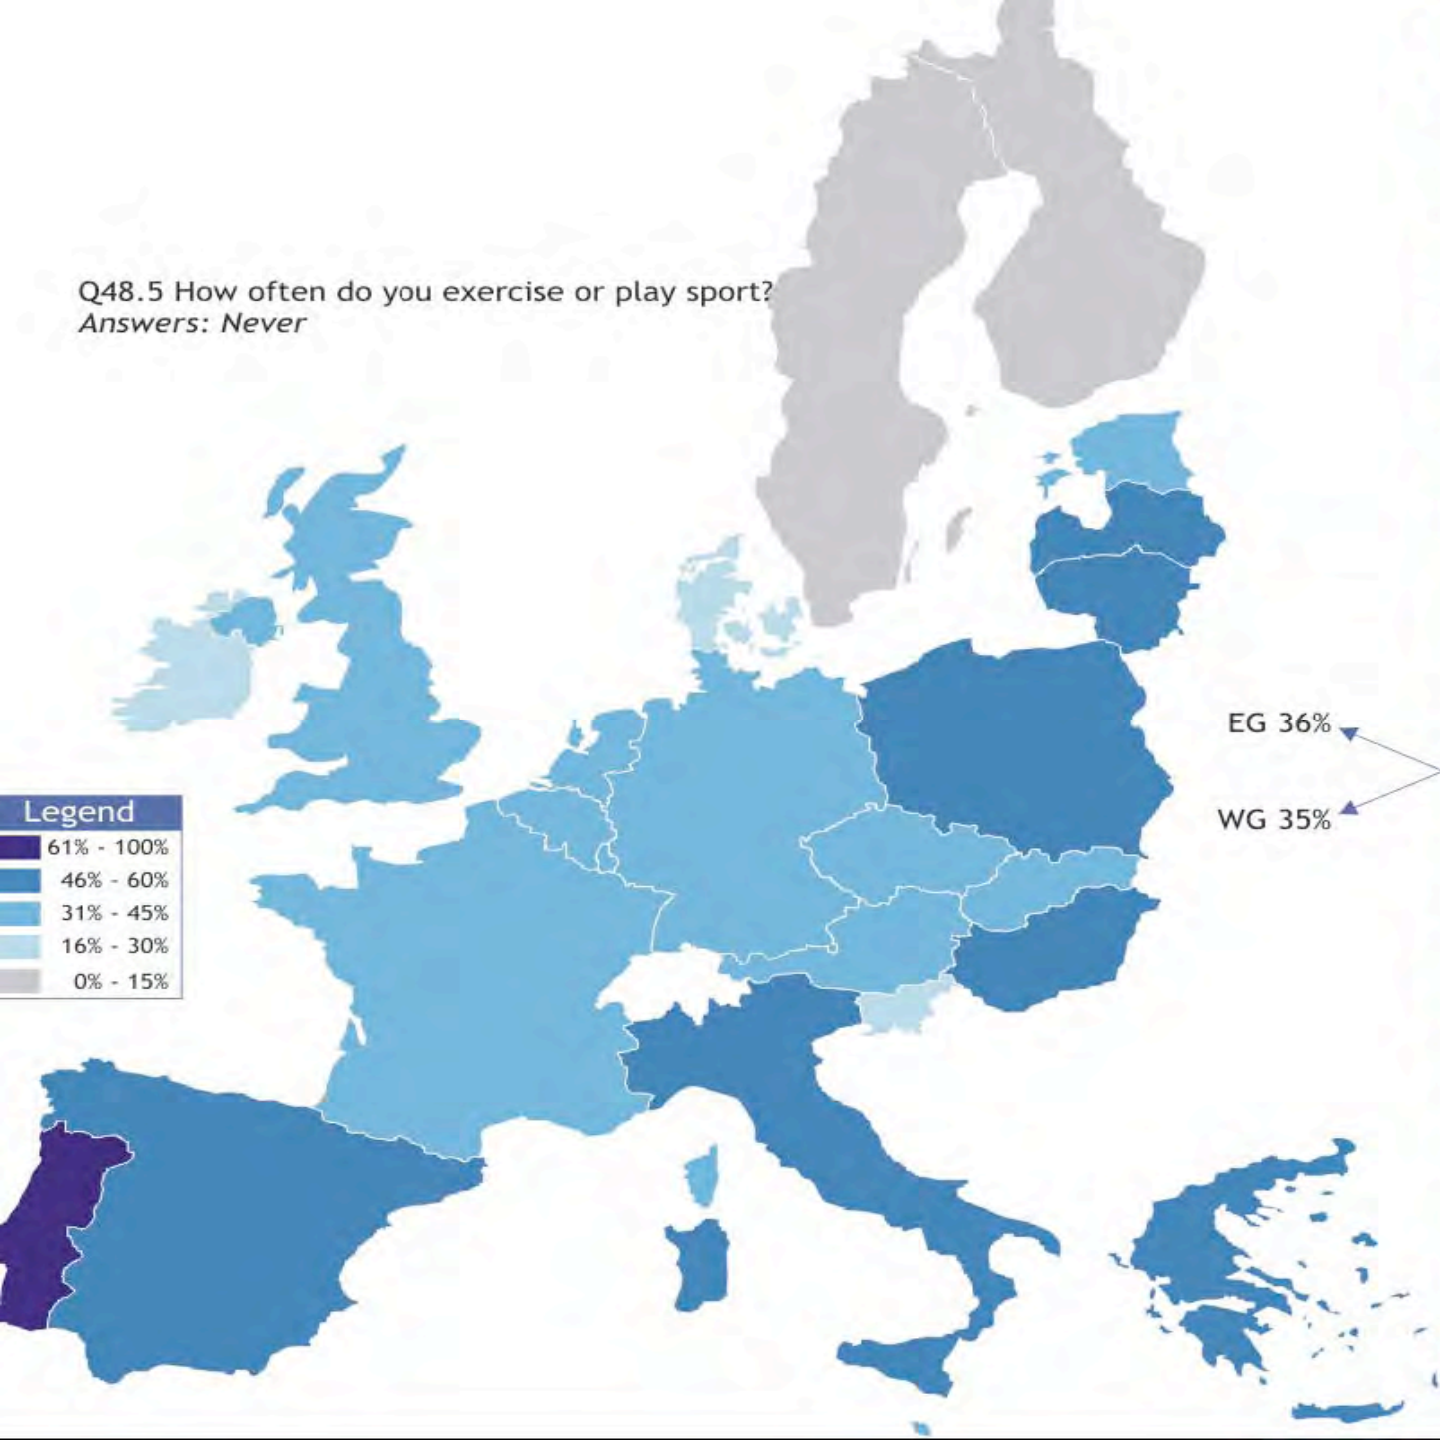 Q48.5 How often do you exercise or play sport?
Answers: Never
EG 36%
WG 35%
Legend
61% - 100%
46% - 60%
31% - 45%
16% - 30%
0% - 15%